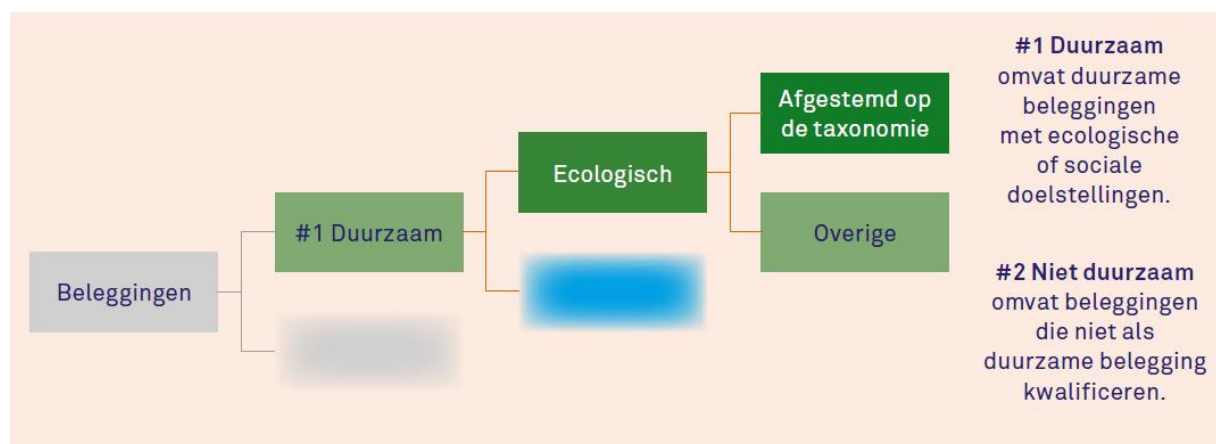 Beleggingen
#1 Duurzaam
Ecologisch
Afgestemd op
de taxonomie
Overige
#1 Duurzaam
omvat duurzame
beleggingen
met ecologische
of sociale
doelstellingen.
#2 Niet duurzaam
omvat beleggingen
die niet als
duurzame belegging
kwalificeren.